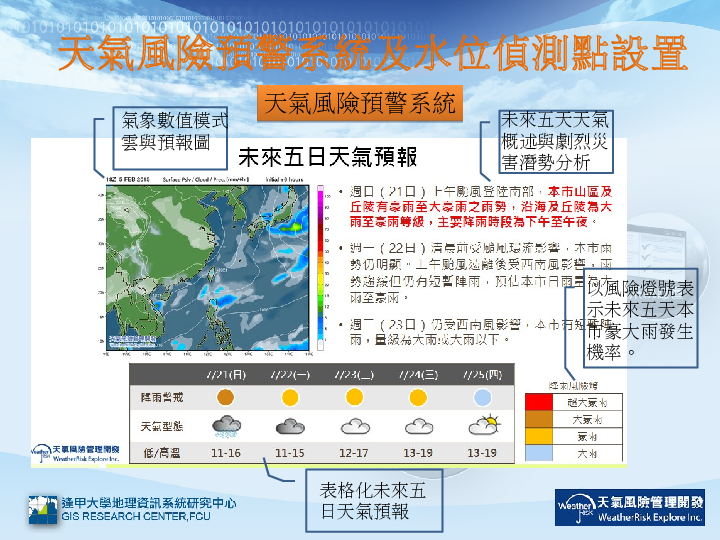 天氣風險預警系統及水位偵測點設置
天氣風險預警系統
氣象數值模式
雲與預報圖
未來五天天氣
概述與劇烈災
害潛勢分析
未來五日天氣預報
• 週日（21日）上午颱風登陸南部，本市山區及
丘陵有豪雨至大豪雨之雨勢，沿海及丘陵為大
雨至豪雨等級，主要降雨時段為下午至午夜。
• 週一（22日）清晨前受颱風環流影響，本市雨
勢仍明顯。上午颱風遠離後受西南風影響，雨
勢趨緩但仍有短暫陣雨，預估本市日雨量為大
雨至豪雨。
• 週二（23日）仍受西南風影響，本市有短暫陣
雨，量級為大雨或大雨以下。
以風險燈號表
示未來五天本
市豪大雨發生
機率。
7/21(日) 7/22(一) 7/23(二) 7/24(三) 7/25(四)
降雨警戒
天氣型態
低/高溫 11-16 11-15 12-17 13-19 13-19
降雨風險燈
超大豪雨
大豪雨
豪雨
大雨
天氣風險管理開發
WeatherRisk Explore Inc.
表格化未來五
日天氣預報
逢甲大學地理資訊系統研究中心
GIS RESEARCH CENTER,FCU
Weather Risk
天氣風險管理開發
WeatherRisk Explore Inc.